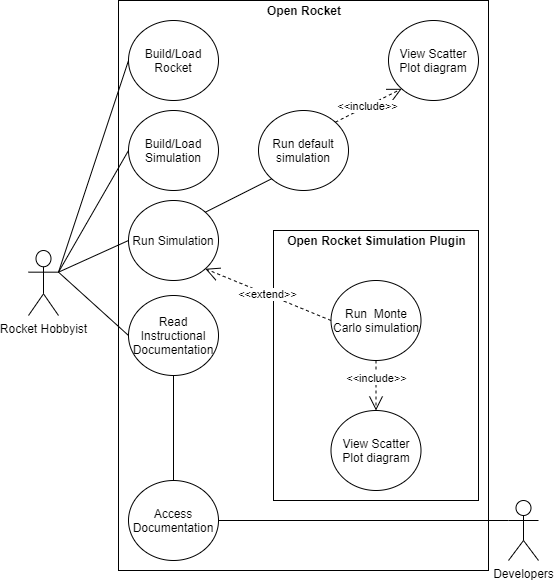 Open Rocket
Build/Load
Rocket
View Scatter
Plot diagram
<<include>>
Build/Load
Simulation
Run default
simulation
Run Simulation
Open Rocket Simulation Plugin
Rocket Hobbyist
<<extend>>
Run Monte
Carlo simulation
Read
Instructional
Documentation
<<include>>
View Scatter
Plot diagram
Access
Documentation
Developers